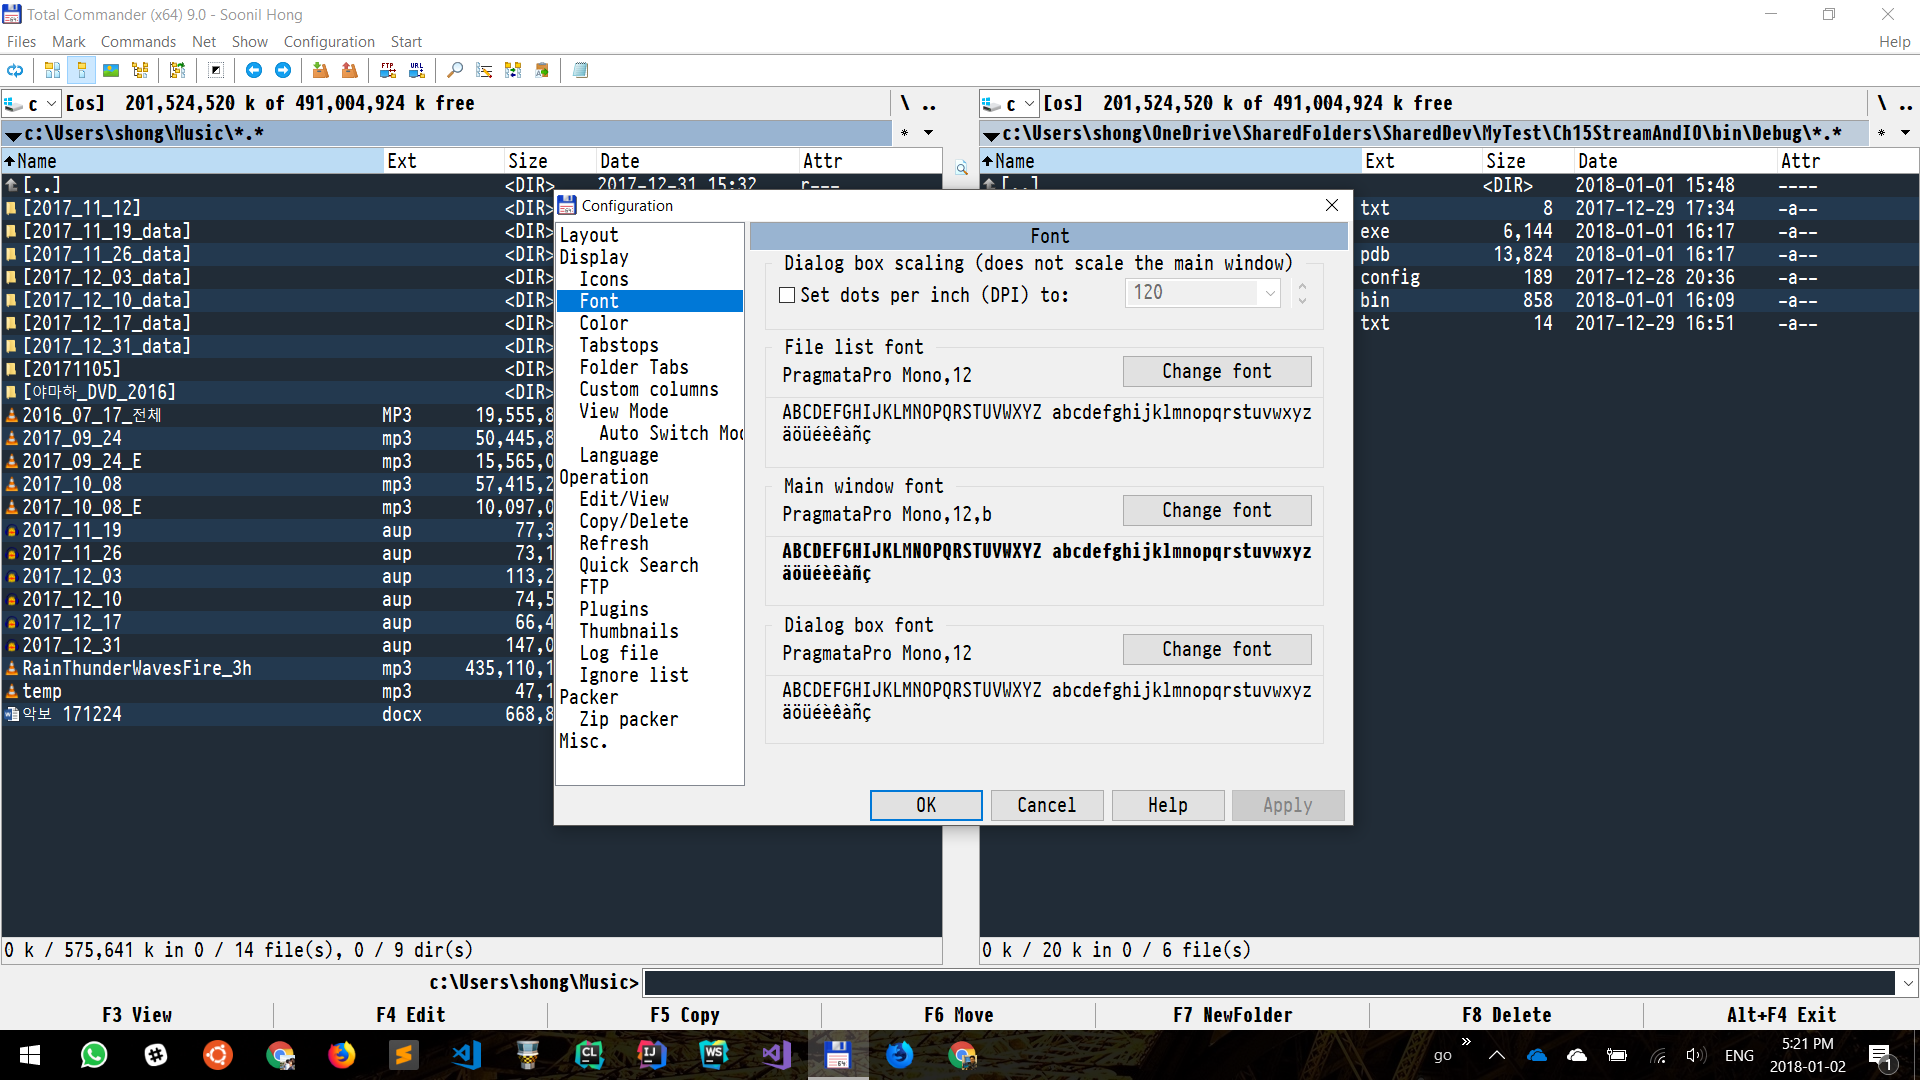 Total Commander (x64) 9.0 - Soonil Hong
Files Mark Commands Net Show Configuration Start Help
FTP URL
c [os] 201,524,520 k of 491,004,924 k free \ ..
c:\Users\shong\Music\*.* *
Name Ext Size Date Attr
[..] <DIR> 2017-12-31 15:32 r---
[2017_11_12] <DIR>
[2017_11_19_data] <DIR>
[2017_11_26_data] <DIR>
[2017_12_03_data] <DIR>
[2017_12_10_data] <DIR>
[2017_12_17_data] <DIR>
[2017_12_31_data] <DIR>
[20171105] <DIR>
[야마하_DVD_2016] <DIR>
2016_07_17_전체 MP3 19,555,8
2017_09_24 mp3 50,445,8
2017_09_24_E mp3 15,565,0
2017_10_08 mp3 57,415,2
2017_10_08_E mp3 10,097,0
2017_11_19 aup 77,3
2017_11_26 aup 73,1
2017_12_03 aup 113,2
2017_12_10 aup 74,5
2017_12_17 aup 66,4
2017_12_31 aup 147,0
RainThunderWavesFire_3h mp3 435,110,1
temp mp3 47,1
악보 171224 docx 668,8
0 k / 575,641 k in 0 / 14 file(s), 0 / 9 dir(s)
c [os] 201,524,520 k of 491,004,924 k free \ ..
c:\Users\shong\OneDrive\SharedFolders\SharedDev\MyTest\Ch15StreamAndIO\bin\Debug\*.* *
Name Ext Size Date Attr
[..] <DIR> 2018-01-01 15:48 ----
txt 8 2017-12-29 17:34 -a--
exe 6,144 2018-01-01 16:17 -a--
pdb 13,824 2018-01-01 16:17 -a--
config 189 2017-12-28 20:36 -a--
bin 858 2018-01-01 16:09 -a--
txt 14 2017-12-29 16:51 -a--
0 k / 20 k in 0 / 6 file(s)
Configuration
Layout
Display
Icons
Font
Color
Tabstops
Folder Tabs
Custom columns
View Mode
Auto Switch Mod
Language
Operation
Edit/View
Copy/Delete
Refresh
Quick Search
FTP
Plugins
Thumbnails
Log file
Ignore list
Packer
Zip packer
Misc.
Font
Dialog box scaling (does not scale the main window)
Set dots per inch (DPI) to: 120
File list font
PragmataPro Mono,12 Change font
ABCDEFGHIJKLMNOPQRSTUVWXYZ abcdefghijklmnopqrstuvwxyz
äöüéèêàñç
Main window font
PragmataPro Mono,12,b Change font
ABCDEFGHIJKLMNOPQRSTUVWXYZ abcdefghijklmnopqrstuvwxyz
äöüéèêàñç
Dialog box font
PragmataPro Mono,12 Change font
ABCDEFGHIJKLMNOPQRSTUVWXYZ abcdefghijklmnopqrstuvwxyz
äöüéèêàñç
OK Cancel Help Apply
c:\Users\shong\Music>
F3 View F4 Edit F5 Copy F6 Move F7 NewFolder F8 Delete Alt+F4 Exit
CL IJ WS 64 go » ENG 5:21 PM 1
2018-01-02